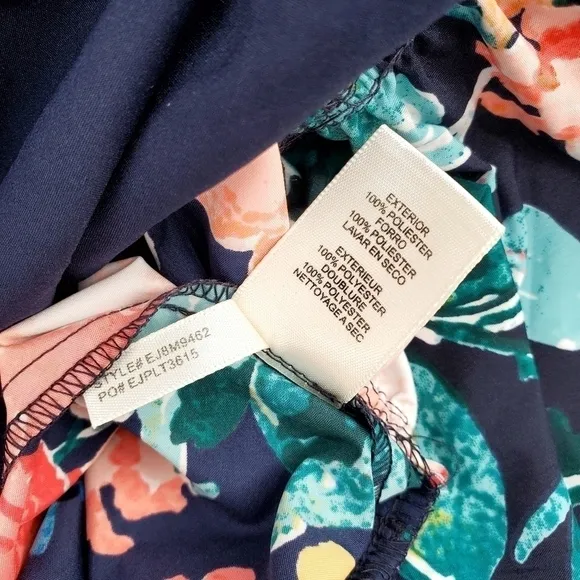 EXTERIOR
100% POLIESTER
FORRO
100% POLIESTER
LAVAR EN SECO
EXTERIEUR
100% POLYESTER
DOUBLURE
100% POLYESTER
NETTOYAGE A SEC
STYLE# EJ8M9462
PO# EJPLT3615